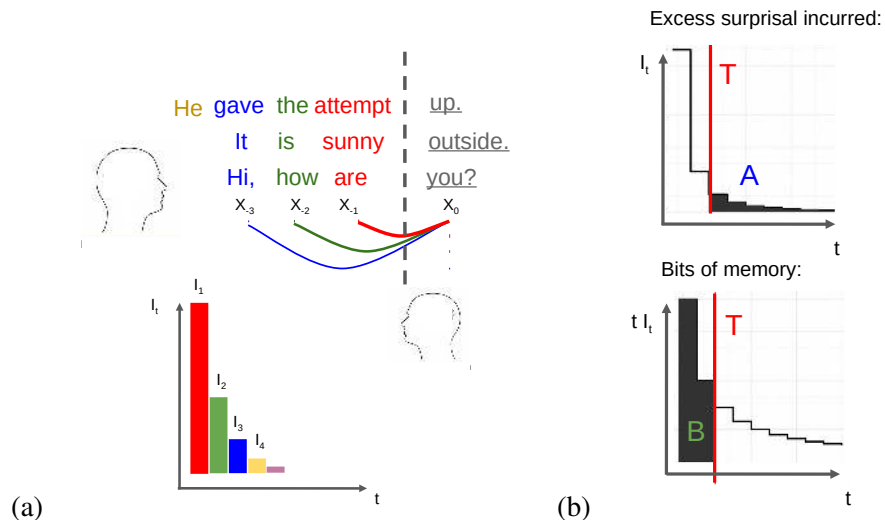 He gave the attempt up.
It is sunny outside.
Hi, how are you?
X-3 X-2 X-1 X0
It
I1
I2
I3
I4
t
(a)
Excess surprisal incurred:
It
T
A
t
Bits of memory:
t It
T
B
t
(b)